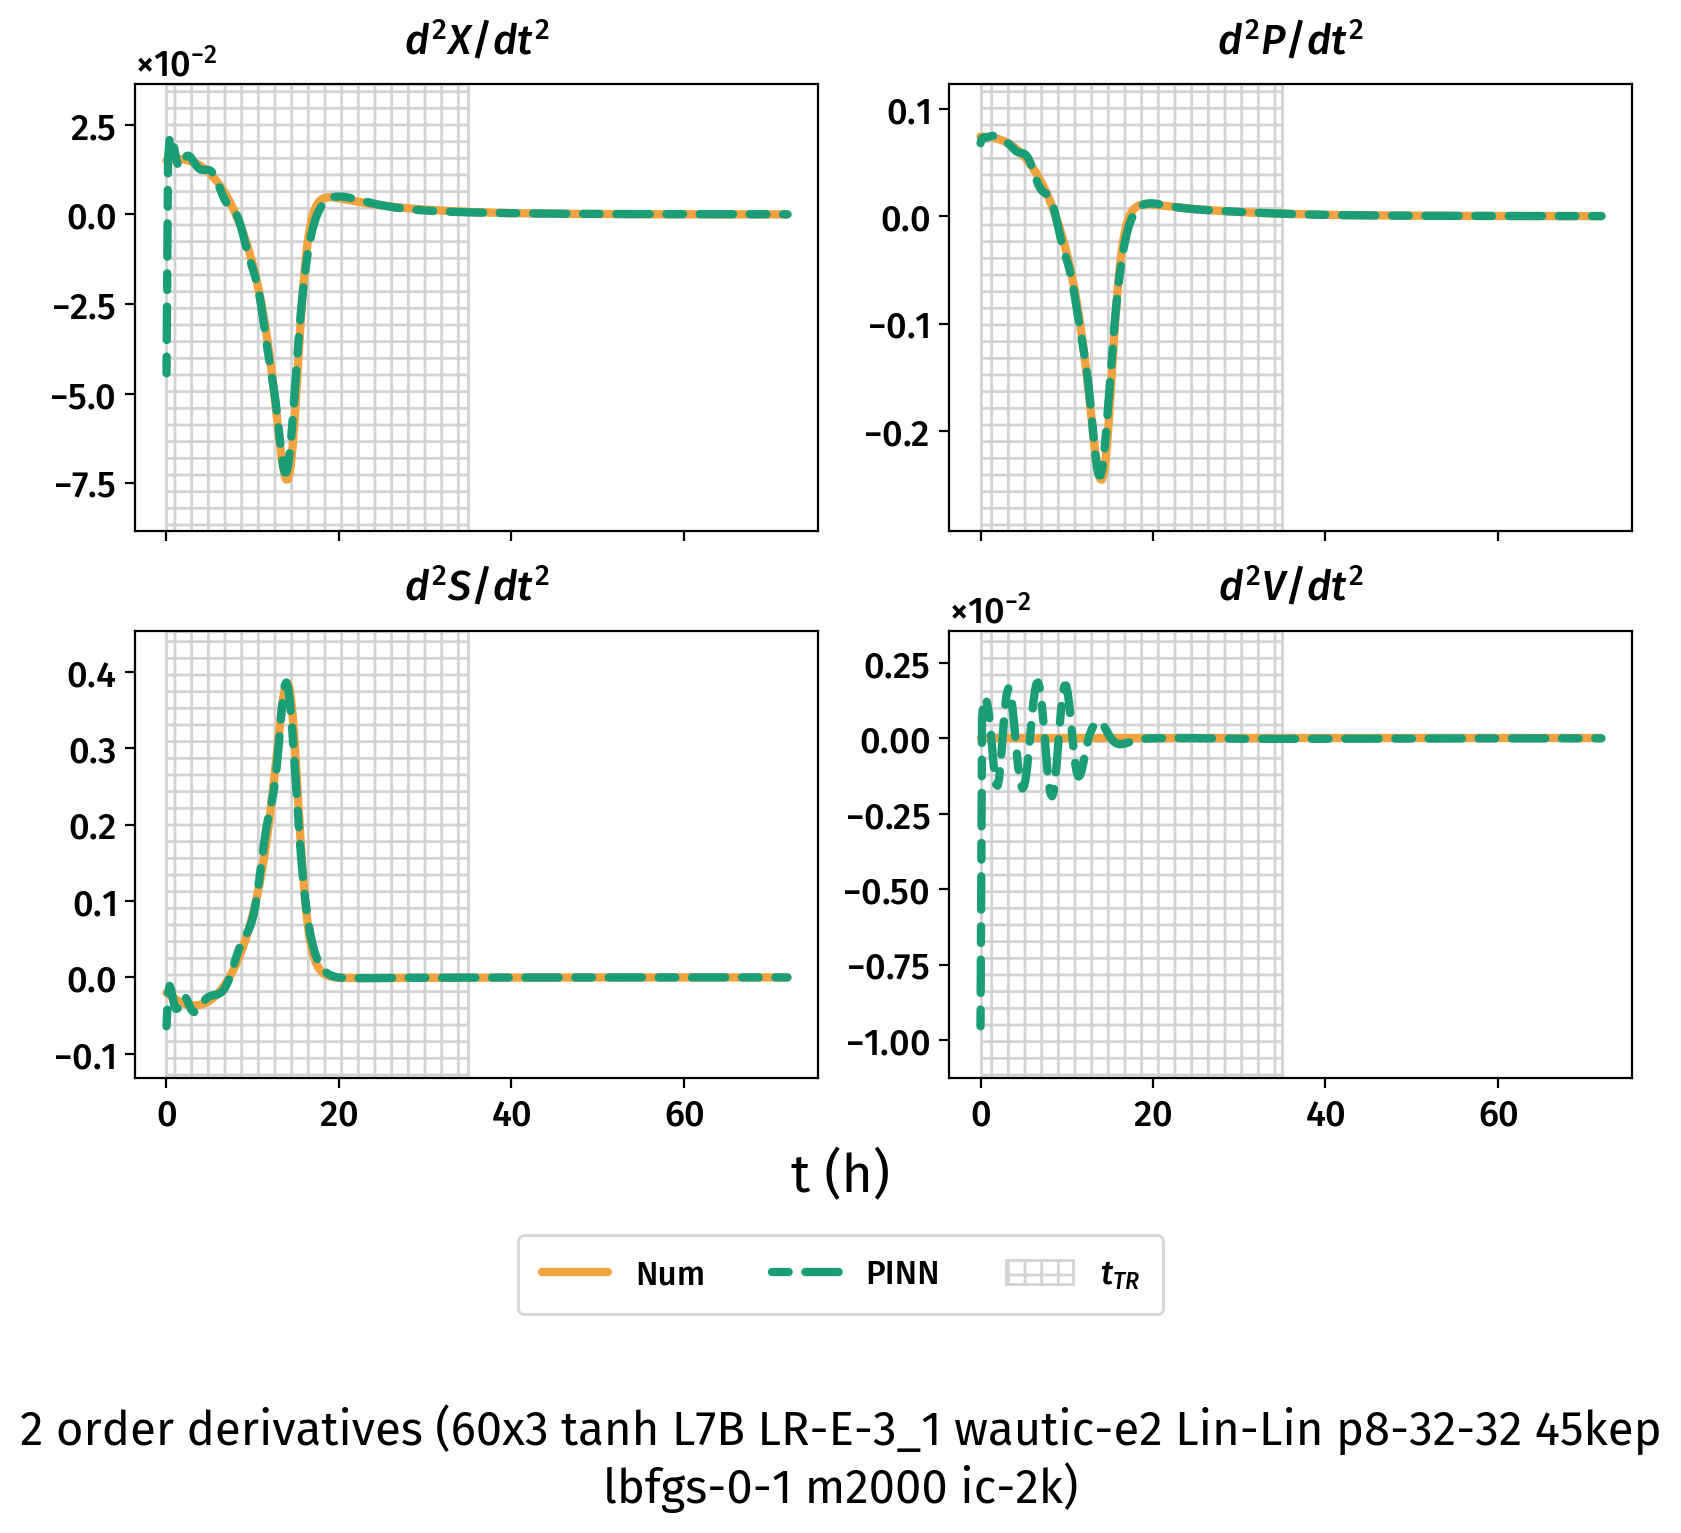 d²X/dt²
×10⁻²
2.5
0.0
−2.5
−5.0
−7.5
d²P/dt²
0.1
0.0
−0.1
−0.2
d²S/dt²
0.4
0.3
0.2
0.1
0.0
−0.1
0 20 40 60
d²V/dt²
×10⁻²
0.25
0.00
−0.25
−0.50
−0.75
−1.00
0 20 40 60
t (h)
Num PINN t_TR
2 order derivatives (60x3 tanh L7B LR-E-3_1 wautic-e2 Lin-Lin p8-32-32 45kep
lbfgs-0-1 m2000 ic-2k)